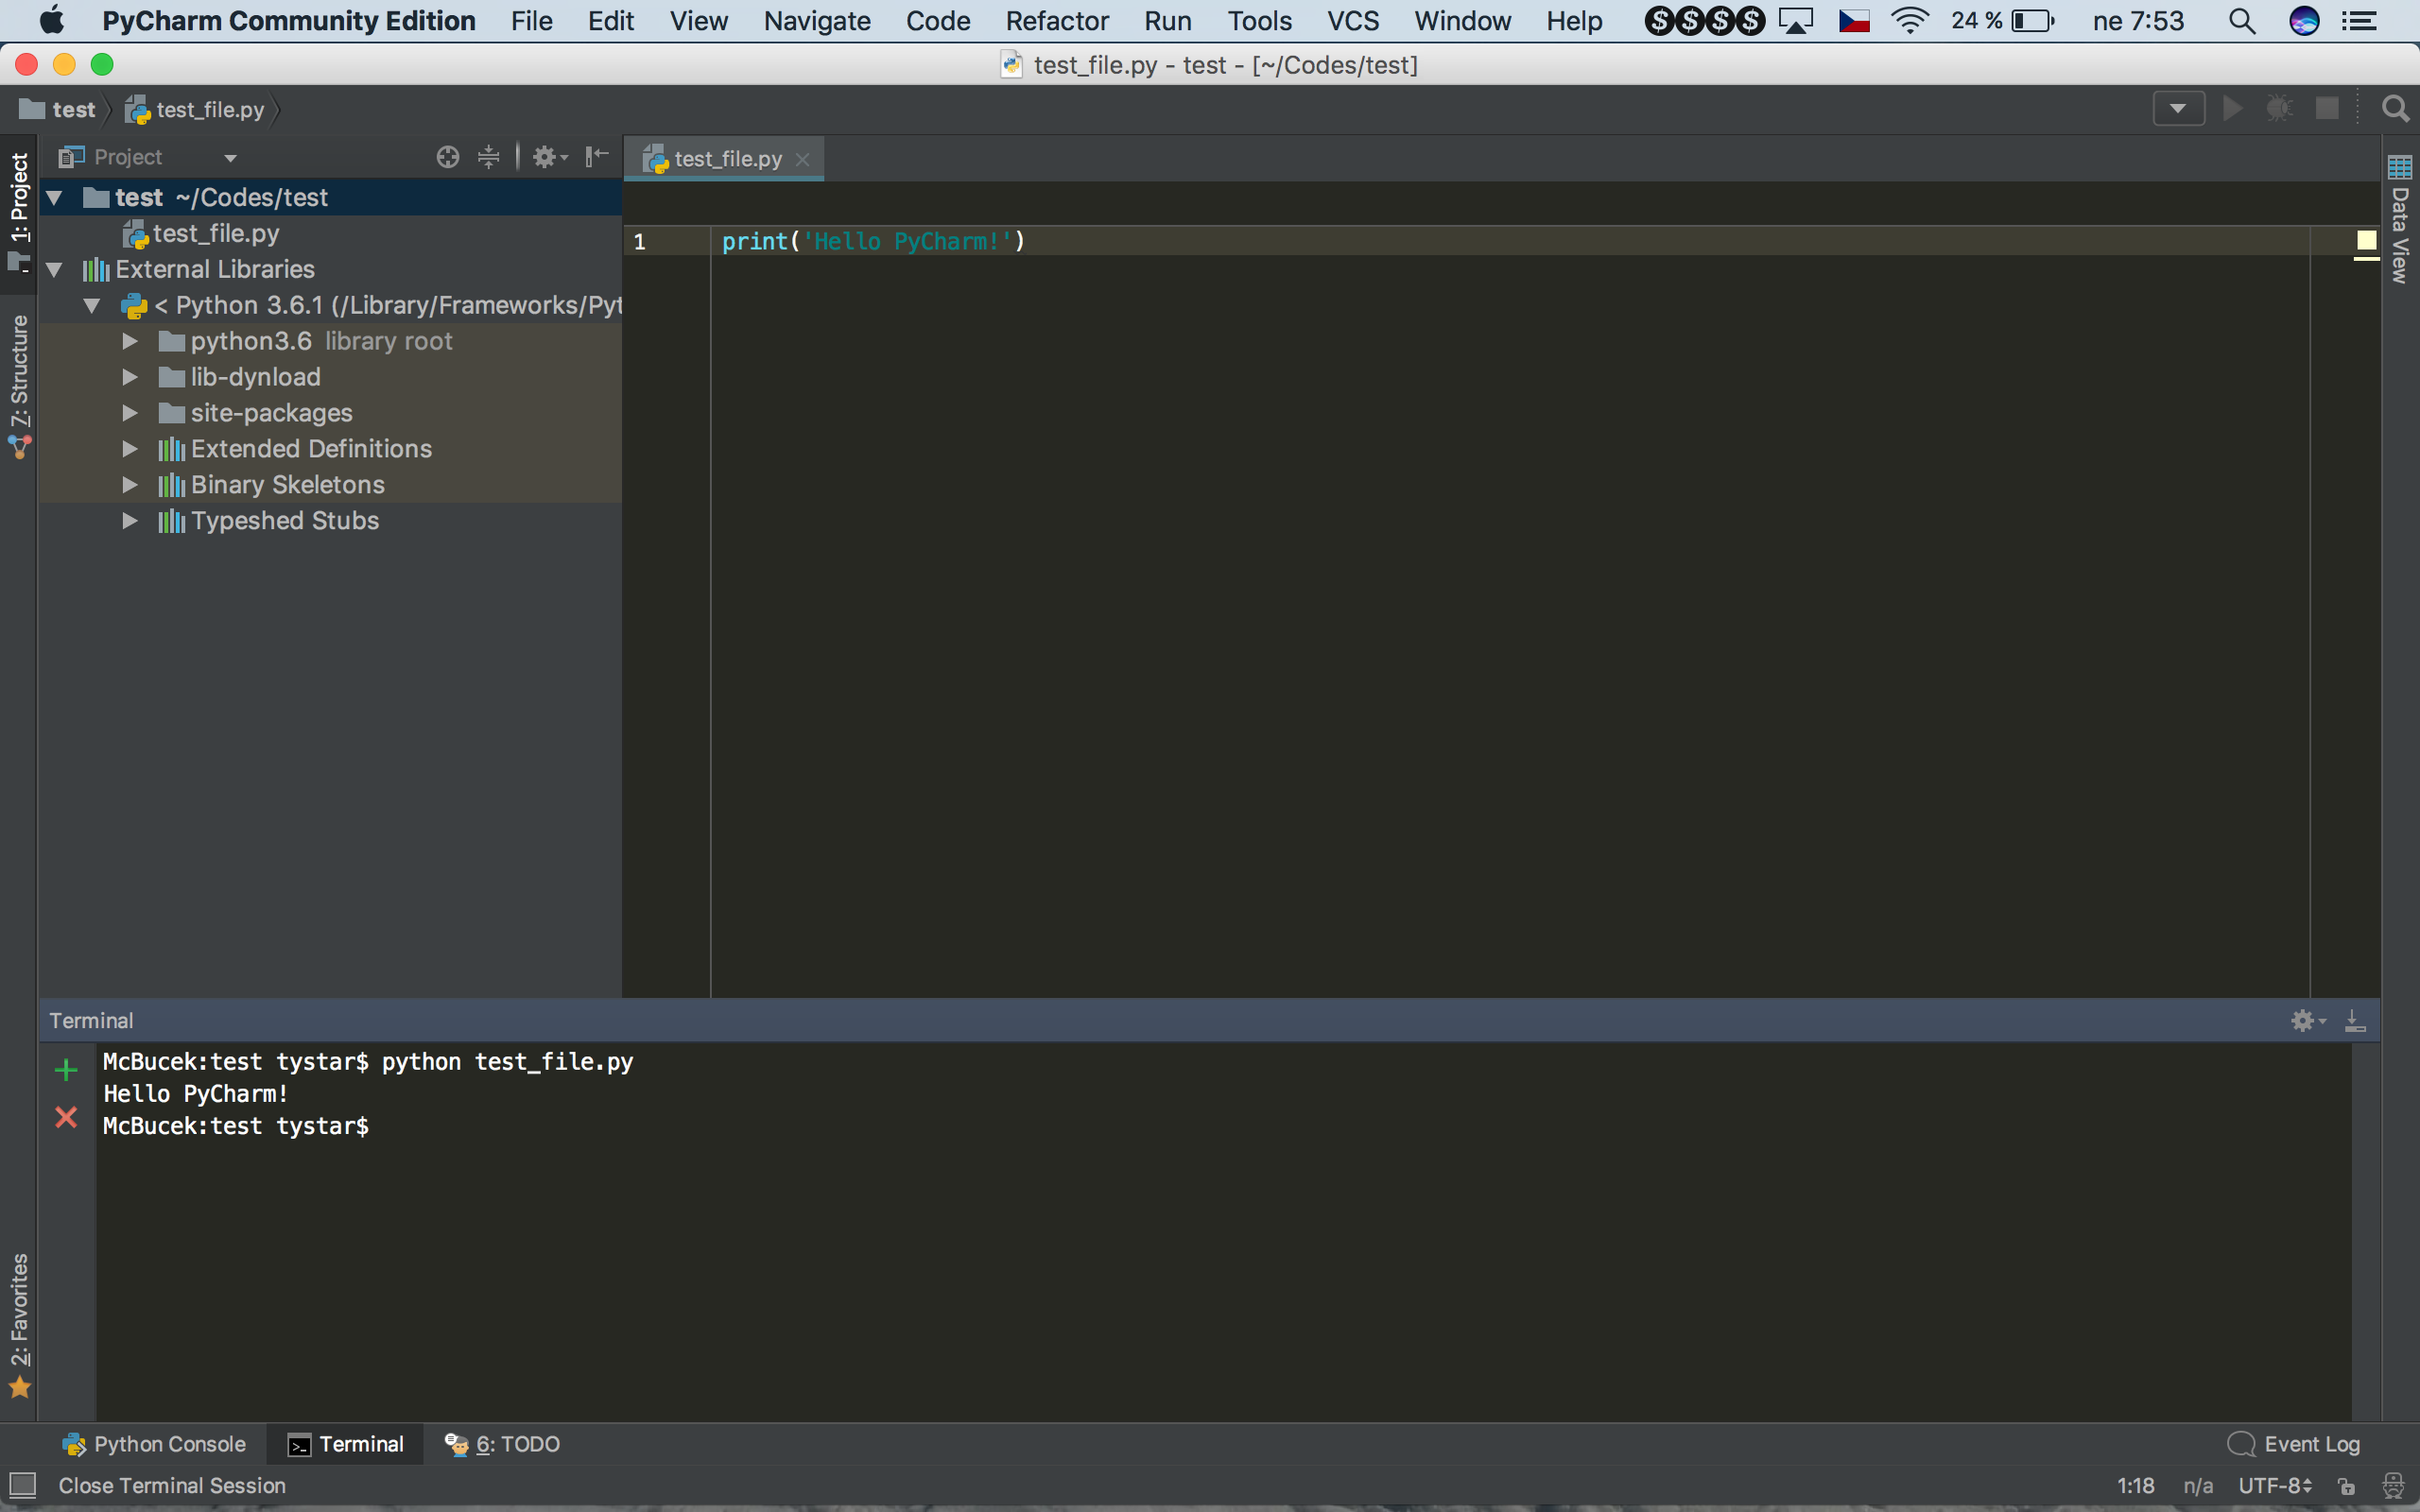 PyCharm Community Edition File Edit View Navigate Code Refactor Run Tools VCS Window Help 24 % ne 7:53
test_file.py - test - [~/Codes/test]
test test_file.py
Project
test_file.py
1: Project
7: Structure
2: Favorites
Data View
test ~/Codes/test
test_file.py
External Libraries
< Python 3.6.1 (/Library/Frameworks/Pyt
python3.6 library root
lib-dynload
site-packages
Extended Definitions
Binary Skeletons
Typeshed Stubs
1 print('Hello PyCharm!')
Terminal
McBucek:test tystar$ python test_file.py
Hello PyCharm!
McBucek:test tystar$
Python Console Terminal 6: TODO Event Log
Close Terminal Session 1:18 n/a UTF-8